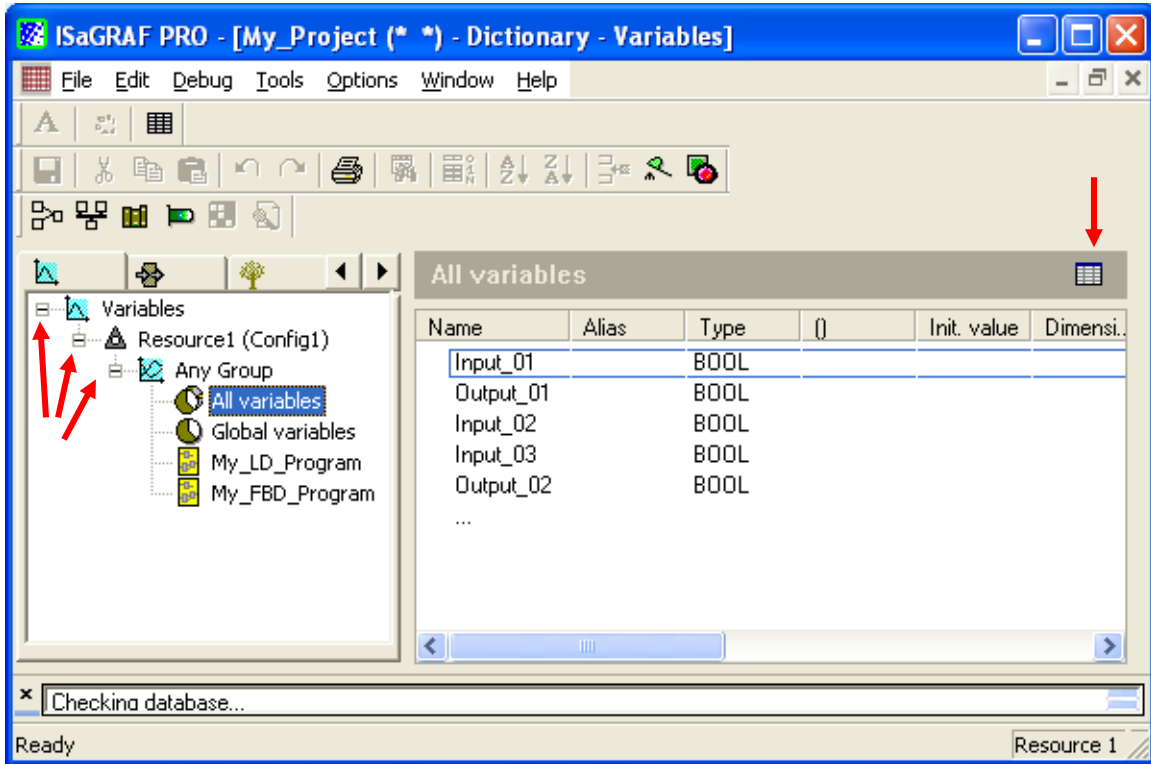 ISaGRAF PRO - [My_Project (* *) - Dictionary - Variables]
File Edit Debug Tools Options Window Help
All variables
Variables
Resource1 (Config1)
Any Group
All variables
Global variables
My_LD_Program
My_FBD_Program
Name Alias Type () Init. value Dimensi..
Input_01 BOOL
Output_01 BOOL
Input_02 BOOL
Input_03 BOOL
Output_02 BOOL
...
Checking database...
Ready Resource 1